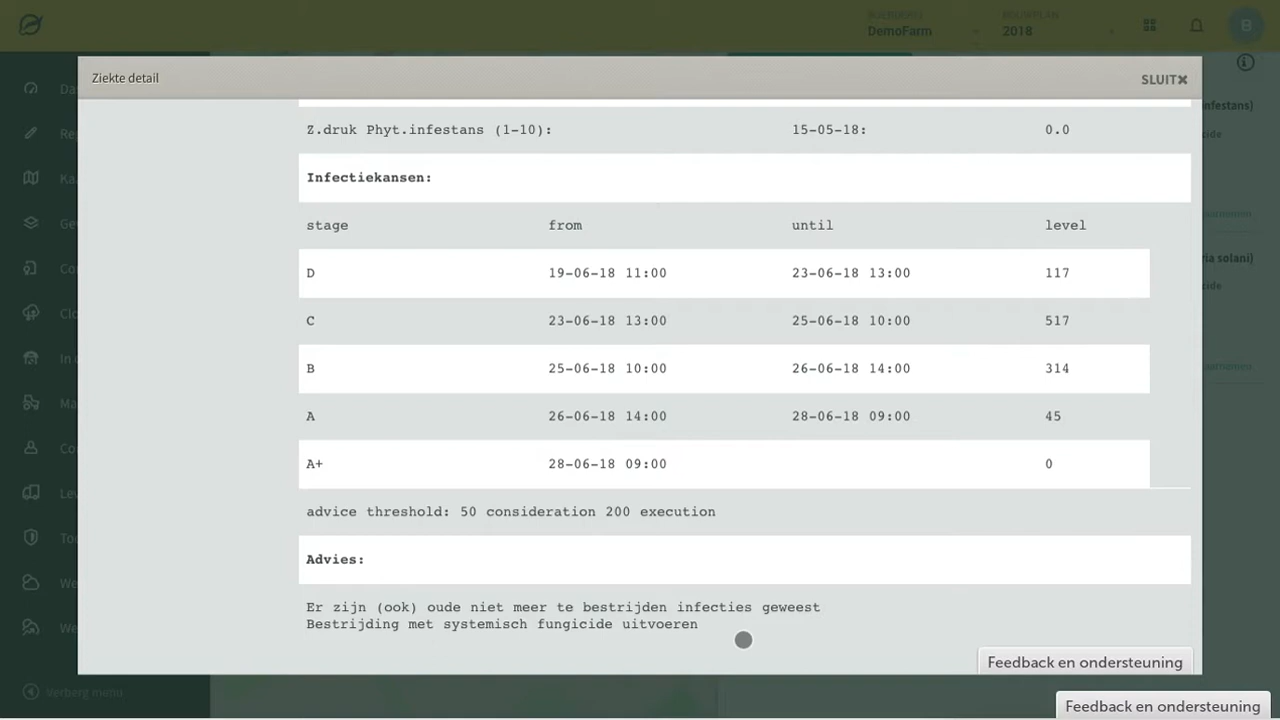 DemoFarm
2018
B
Ziekte detail
SLUIT✖
Z.druk Phyt.infestans (1-10): 15-05-18: 0.0
Infectiekansen:
stage from until level
D 19-06-18 11:00 23-06-18 13:00 117
C 23-06-18 13:00 25-06-18 10:00 517
B 25-06-18 10:00 26-06-18 14:00 314
A 26-06-18 14:00 28-06-18 09:00 45
A+ 28-06-18 09:00 0
advice threshold: 50 consideration 200 execution
Advies:
Er zijn (ook) oude niet meer te bestrijden infecties geweest
Bestrijding met systemisch fungicide uitvoeren
Feedback en ondersteuning
Verberg menu
Feedback en ondersteuning